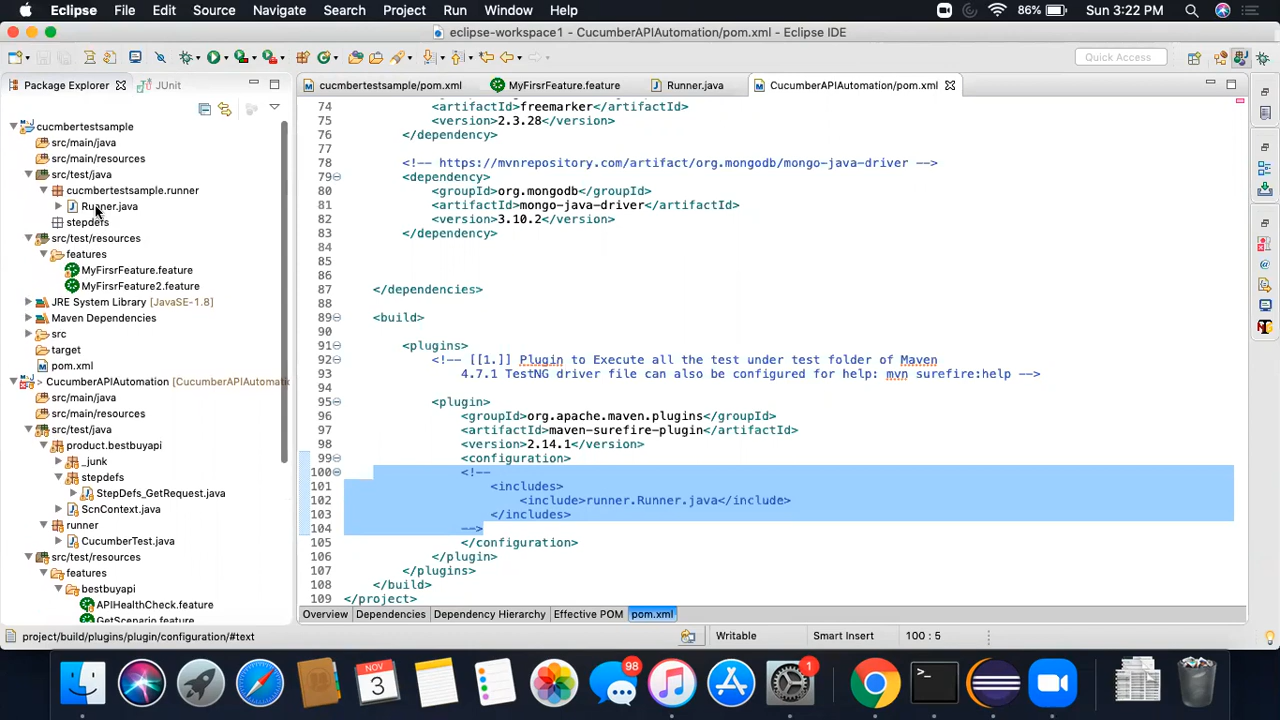 Eclipse File Edit Source Navigate Search Project Run Window Help 86% Sun 3:22 PM
eclipse-workspace1 - CucumberAPIAutomation/pom.xml - Eclipse IDE
Quick Access
Package Explorer JUnit
cucmbertestsample/pom.xml MyFirsrFeature.feature Runner.java CucumberAPIAutomation/pom.xml
cucmbertestsample
src/main/java
src/main/resources
src/test/java
cucmbertestsample.runner
Runner.java
stepdefs
src/test/resources
features
MyFirsrFeature.feature
MyFirsrFeature2.feature
JRE System Library [JavaSE-1.8]
Maven Dependencies
src
target
pom.xml
> CucumberAPIAutomation [CucumberAPIAutomati
src/main/java
src/main/resources
src/test/java
product.bestbuyapi
_junk
stepdefs
StepDefs_GetRequest.java
ScnContext.java
runner
CucumberTest.java
src/test/resources
features
bestbuyapi
APIHealthCheck.feature
GetScenario.feature
74 <artifactId>freemarker</artifactId>
75 <version>2.3.28</version>
76 </dependency>
77
78 <!-- https://mvnrepository.com/artifact/org.mongodb/mongo-java-driver -->
79 <dependency>
80 <groupId>org.mongodb</groupId>
81 <artifactId>mongo-java-driver</artifactId>
82 <version>3.10.2</version>
83 </dependency>
84
85
86
87 </dependencies>
88
89 <build>
90
91 <plugins>
92 <!-- [[1.]] Plugin to Execute all the test under test folder of Maven
93 4.7.1 TestNG driver file can also be configured for help: mvn surefire:help -->
94
95 <plugin>
96 <groupId>org.apache.maven.plugins</groupId>
97 <artifactId>maven-surefire-plugin</artifactId>
98 <version>2.14.1</version>
99 <configuration>
100 <!--
101 <includes>
102 <include>runner.Runner.java</include>
103 </includes>
104 -->
105 </configuration>
106 </plugin>
107 </plugins>
108 </build>
109 </project>
Overview Dependencies Dependency Hierarchy Effective POM pom.xml
project/build/plugins/plugin/configuration/#text Writable Smart Insert 100 : 5
NOV
3
98
1